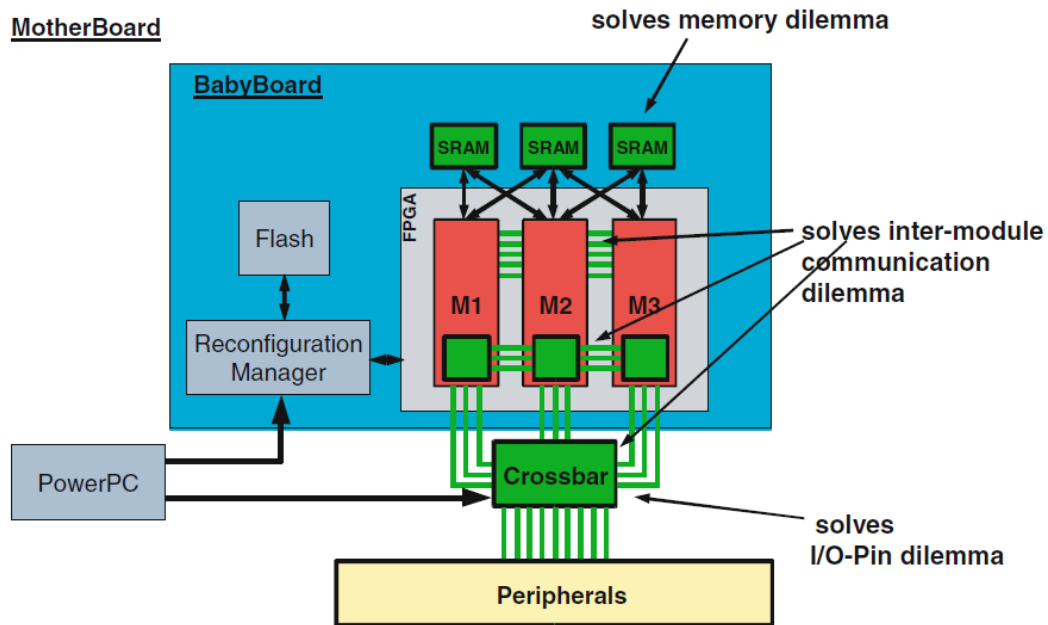 MotherBoard
solves memory dilemma
BabyBoard
SRAM
SRAM
SRAM
FPGA
Flash
solves inter-module
communication
dilemma
M1
M2
M3
Reconfiguration
Manager
PowerPC
Crossbar
solves
I/O-Pin dilemma
Peripherals